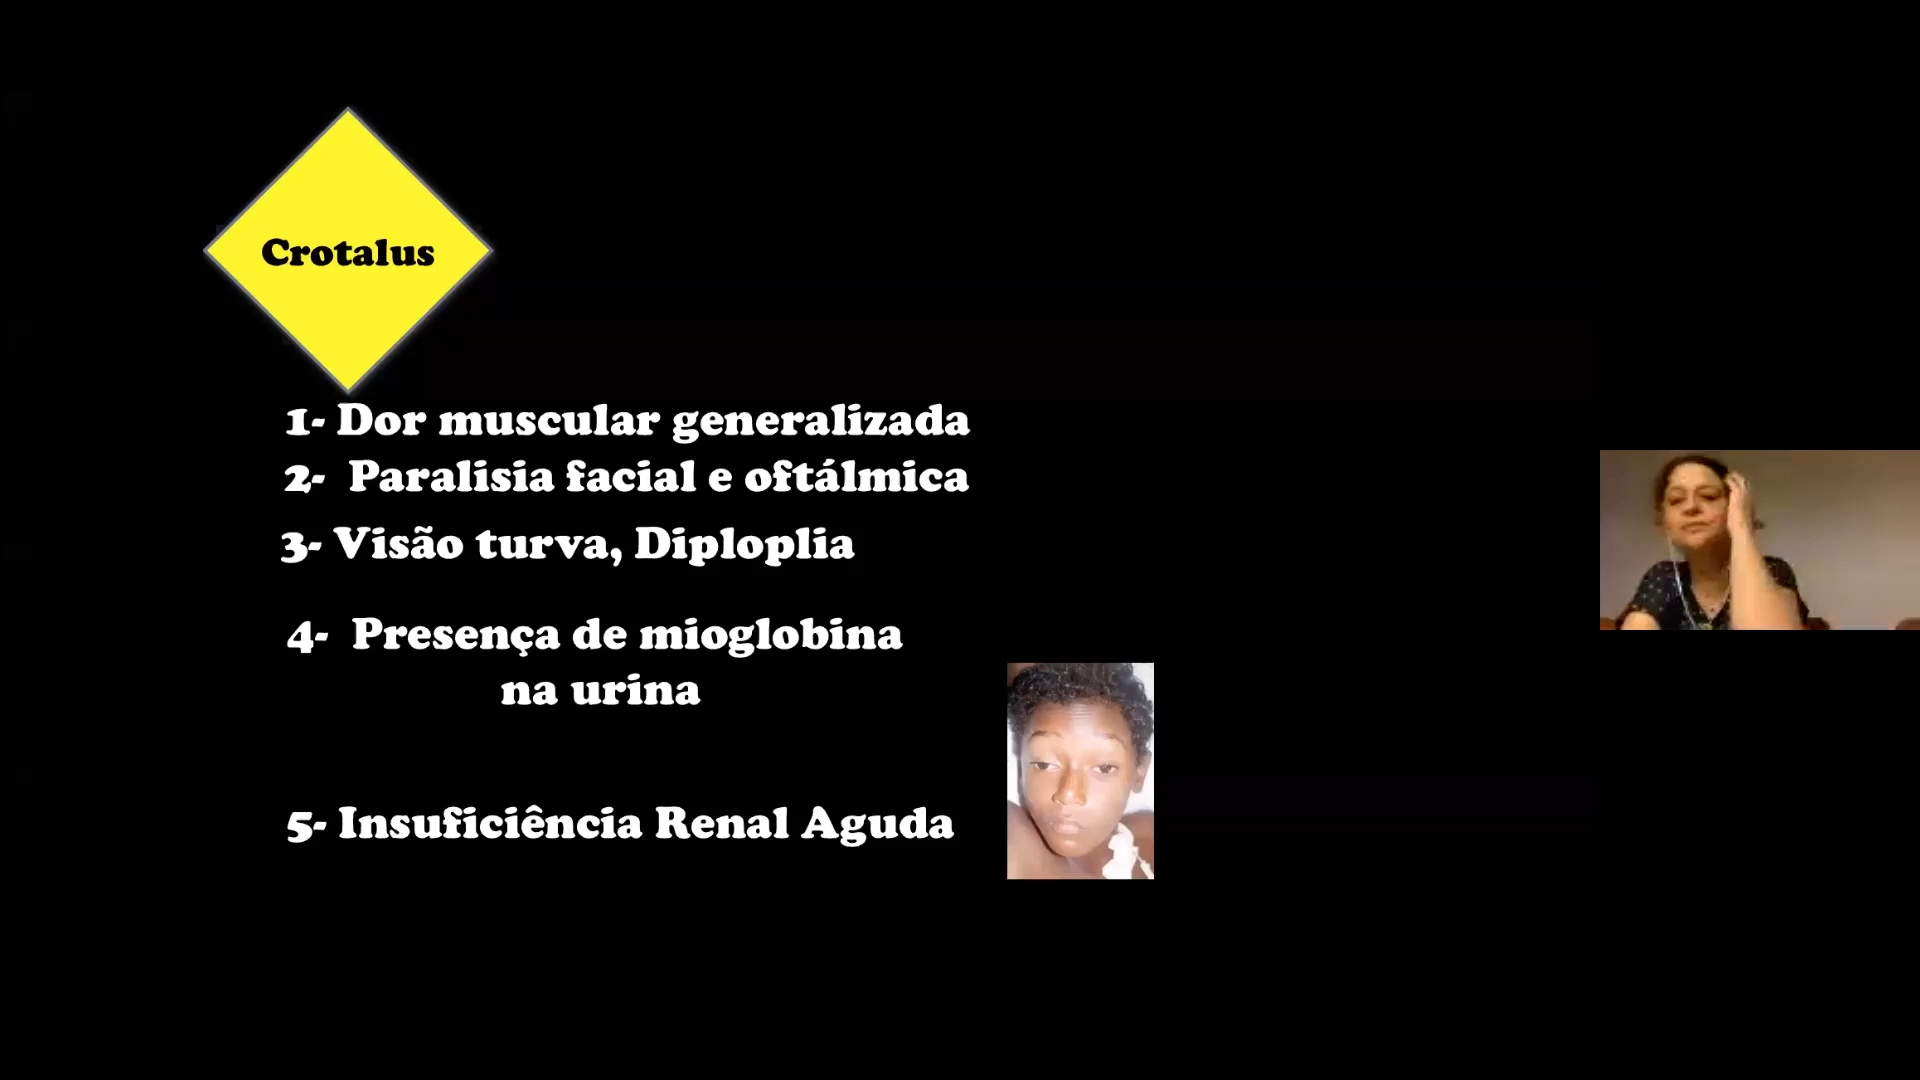 Crotalus
1- Dor muscular generalizada
2- Paralisia facial e oftálmica
3- Visão turva, Diploplia
4- Presença de mioglobina
na urina
5- Insuficiência Renal Aguda